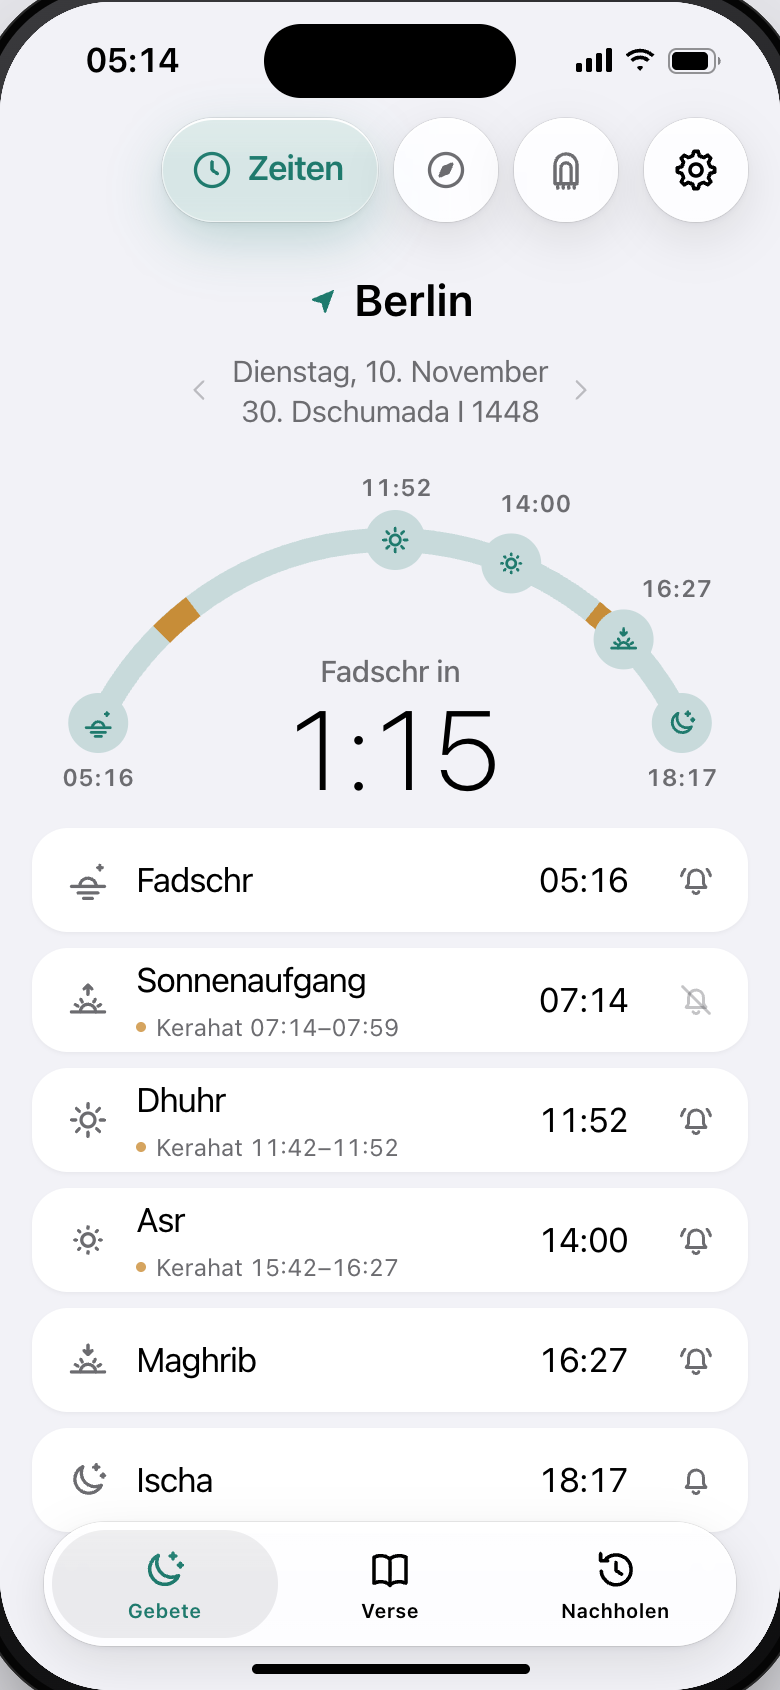 05:14
Zeiten
Berlin
Dienstag, 10. November
30. Dschumada I 1448
11:52
14:00
16:27
Fadschr in
1:15
05:16
18:17
Fadschr 05:16
Sonnenaufgang 07:14
Kerahat 07:14–07:59
Dhuhr 11:52
Kerahat 11:42–11:52
Asr 14:00
Kerahat 15:42–16:27
Maghrib 16:27
Ischa 18:17
Gebete
Verse
Nachholen